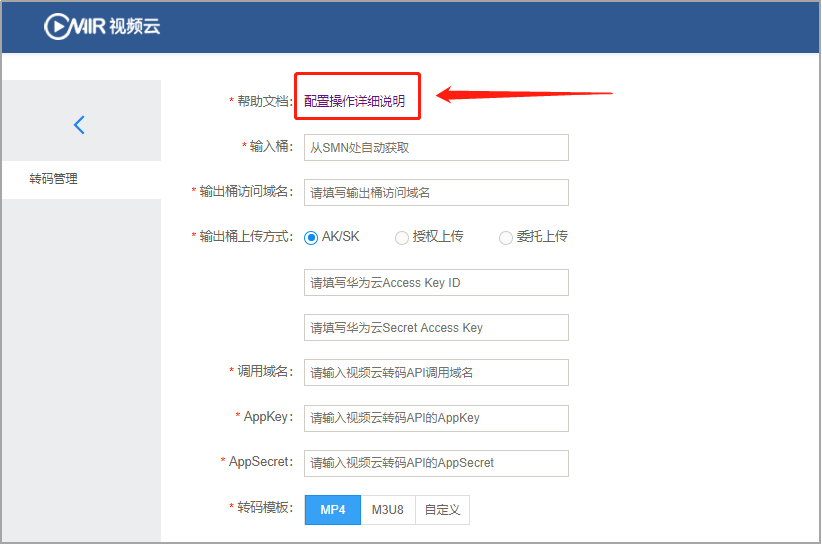 MIR 视频云
* 帮助文档: 配置操作详细说明
* 输入桶: 从SMN处自动获取
转码管理
* 输出桶访问域名: 请填写输出桶访问域名
* 输出桶上传方式: AK/SK 授权上传 委托上传
请填写华为云Access Key ID
请填写华为云Secret Access Key
* 调用域名: 请输入视频云转码API调用域名
* AppKey: 请输入视频云转码API的AppKey
* AppSecret: 请输入视频云转码API的AppSecret
* 转码模板: MP4 M3U8 自定义